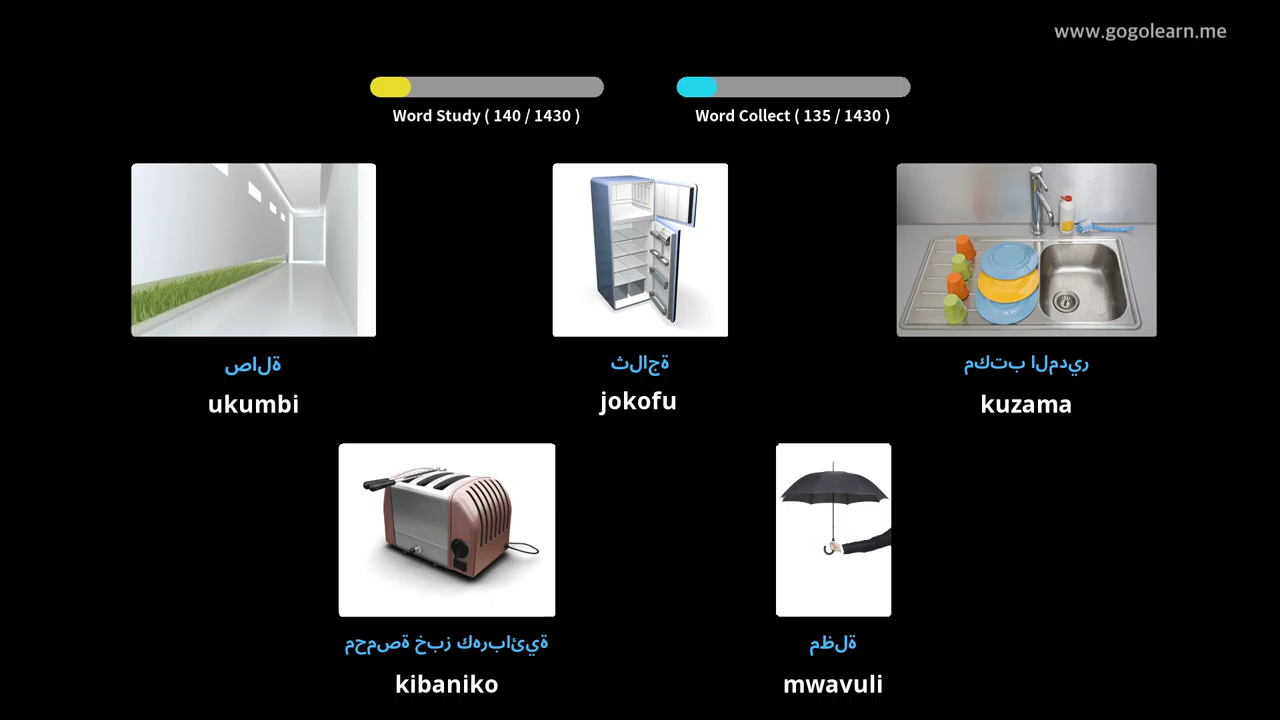 www.gogolearn.me
Word Study ( 140 / 1430 )
Word Collect ( 135 / 1430 )
صالة
ukumbi
ثلاجة
jokofu
مكتب المدير
kuzama
محمصة خبز كهربائية
kibaniko
مظلة
mwavuli